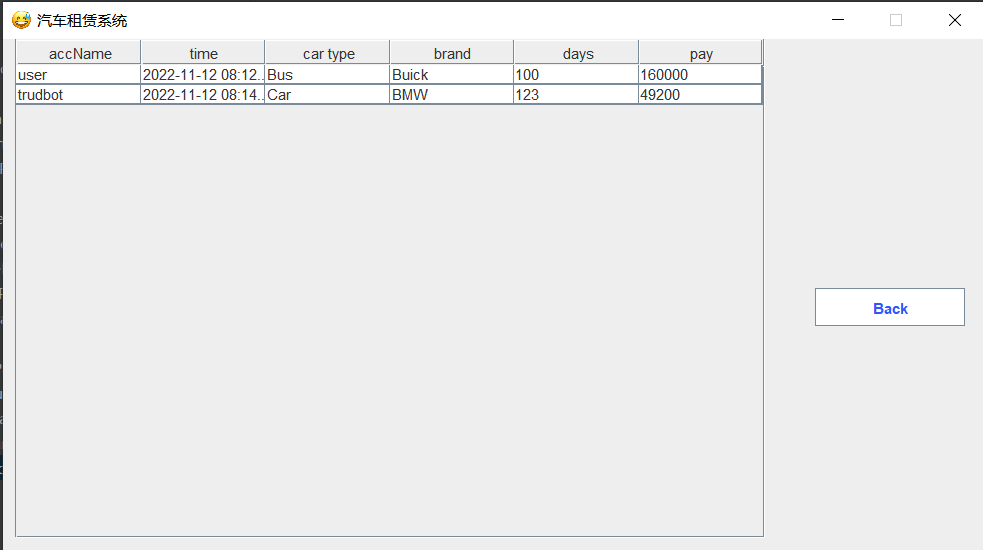 汽车租赁系统
accName time car type brand days pay
user 2022-11-12 08:12... Bus Buick 100 160000
trudbot 2022-11-12 08:14... Car BMW 123 49200
Back